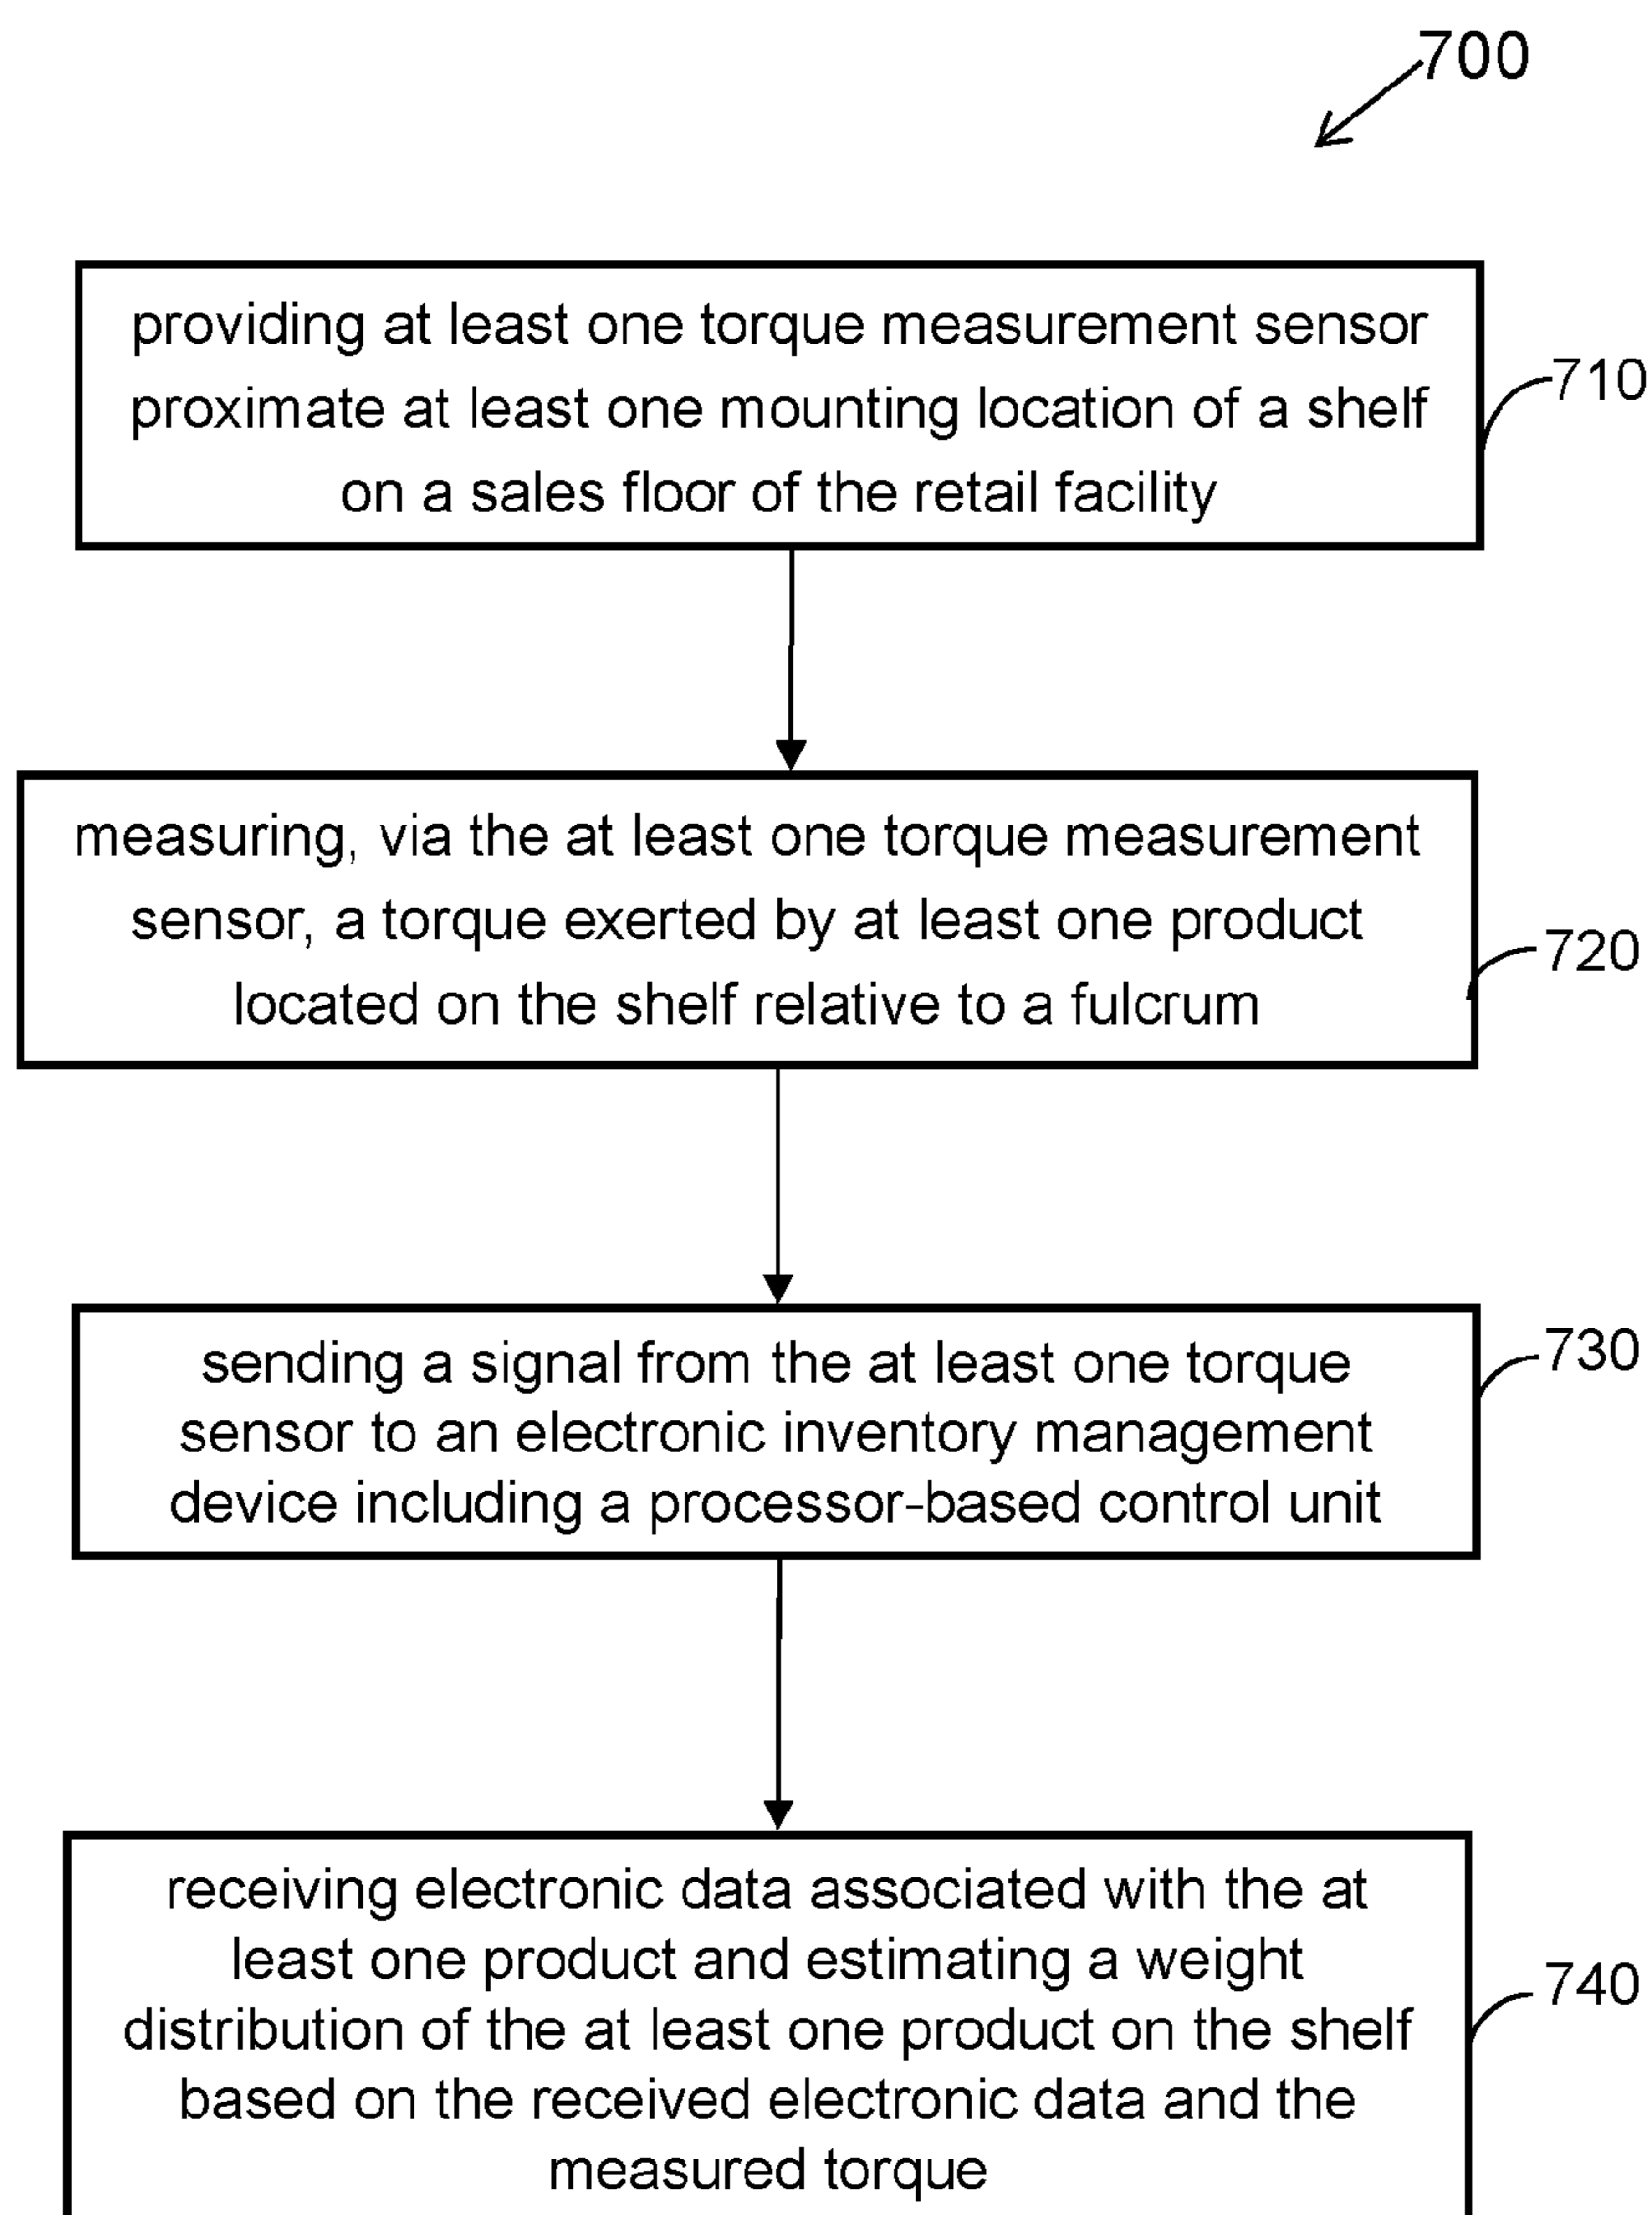 700
providing at least one torque measurement sensor
proximate at least one mounting location of a shelf
on a sales floor of the retail facility
710
measuring, via the at least one torque measurement
sensor, a torque exerted by at least one product
located on the shelf relative to a fulcrum
720
sending a signal from the at least one torque
sensor to an electronic inventory management
device including a processor-based control unit
730
receiving electronic data associated with the at
least one product and estimating a weight
distribution of the at least one product on the shelf
based on the received electronic data and the
measured torque
740